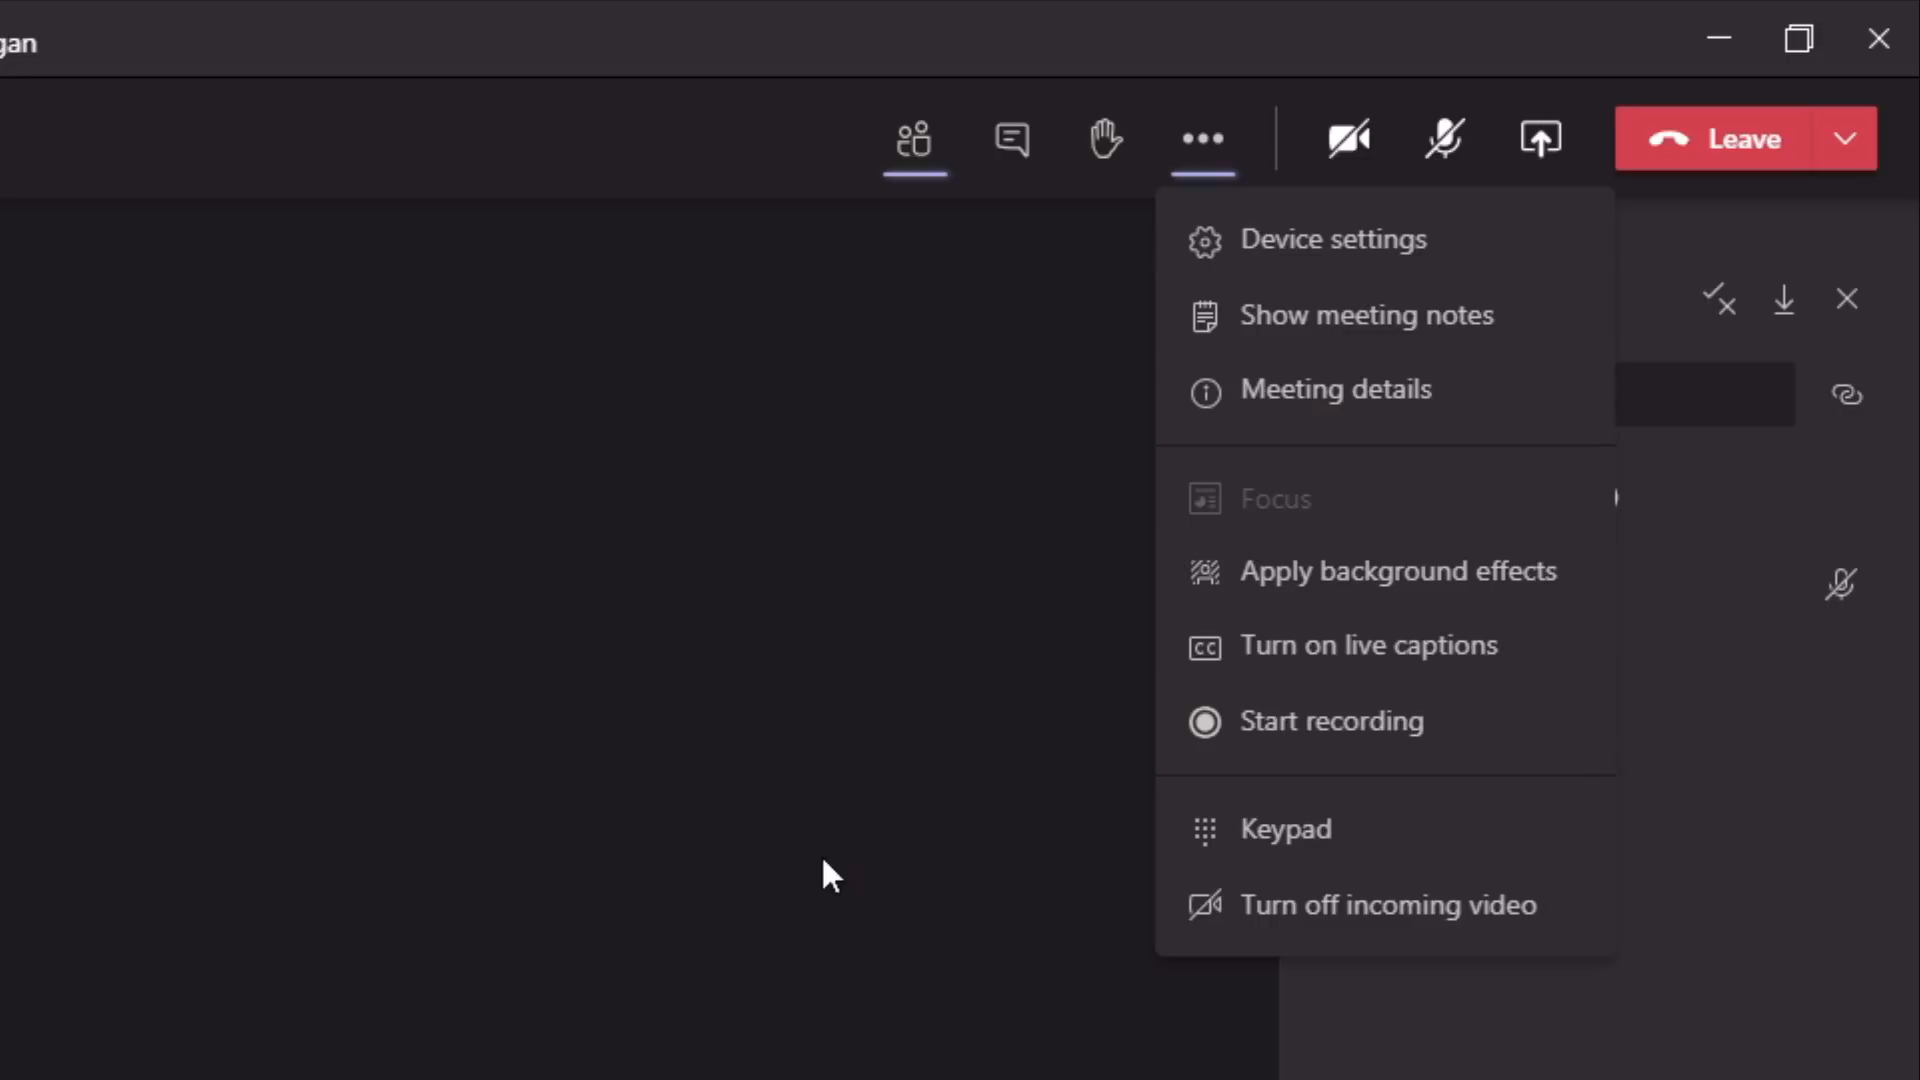 gan
Leave
Device settings
Show meeting notes
Meeting details
Focus
Apply background effects
CC Turn on live captions
Start recording
Keypad
Turn off incoming video